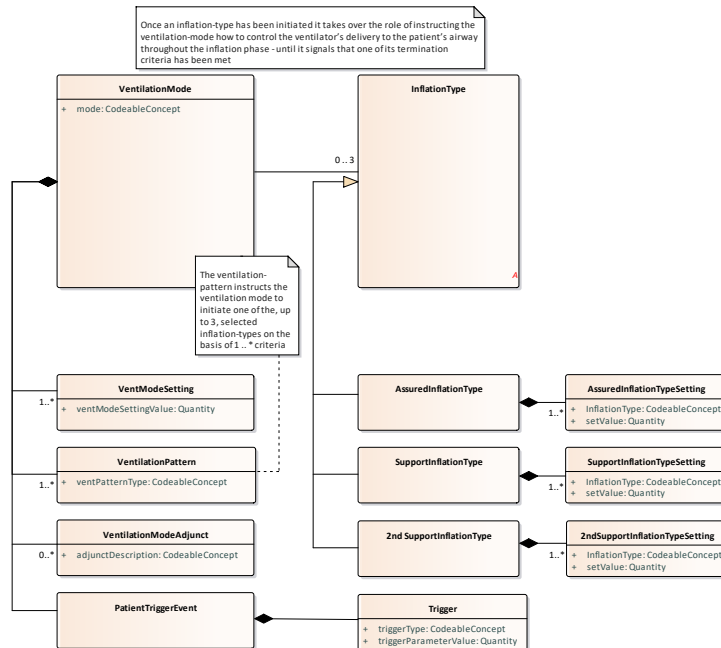 Once an inflation-type has been initiated it takes over the role of instructing the
ventilation-mode how to control the ventilator's delivery to the patient's airway
throughout the inflation phase - until it signals that one of its termination
criteria has been met
VentilationMode
+ mode: CodeableConcept
InflationType
0 .. 3
A
The ventilation-
pattern instructs the
ventilation mode to
initiate one of the, up
to 3, selected
inflation-types on the
basis of 1 .. * criteria
VentModeSetting
+ ventModeSettingValue: Quantity
1..*
AssuredInflationType
AssuredInflationTypeSetting
+ InflationType: CodeableConcept
+ setValue: Quantity
1..*
VentilationPattern
+ ventPatternType: CodeableConcept
1..*
SupportInflationType
SupportInflationTypeSetting
+ InflationType: CodeableConcept
+ setValue: Quantity
1..*
VentilationModeAdjunct
+ adjunctDescription: CodeableConcept
0..*
2nd SupportInflationType
2ndSupportInflationTypeSetting
+ InflationType: CodeableConcept
+ setValue: Quantity
1..*
PatientTriggerEvent
Trigger
+ triggerType: CodeableConcept
+ triggerParameterValue: Quantity